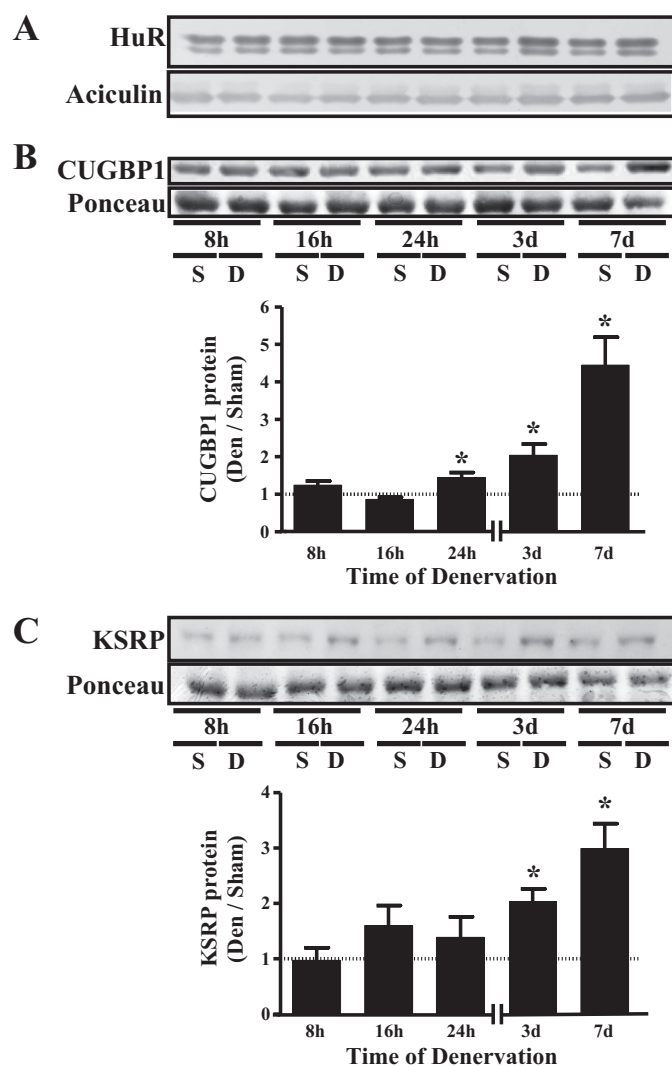 A
HuR
Aciculin
B
CUGBP1
Ponceau
8h 16h 24h 3d 7d
S D S D S D S D S D
CUGBP1 protein
(Den / Sham)
6
5
4
3
2
1
0
* * *
8h 16h 24h 3d 7d
Time of Denervation
C
KSRP
Ponceau
8h 16h 24h 3d 7d
S D S D S D S D S D
KSRP protein
(Den / Sham)
4
3
2
1
0
* *
8h 16h 24h 3d 7d
Time of Denervation